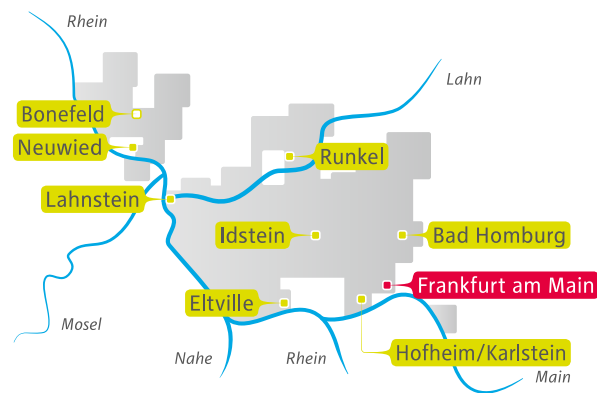 Rhein
Lahn
Bonefeld
Neuwied
Runkel
Lahnstein
Idstein
Bad Homburg
Frankfurt am Main
Eltville
Mosel
Nahe
Rhein
Hofheim/Karlstein
Main